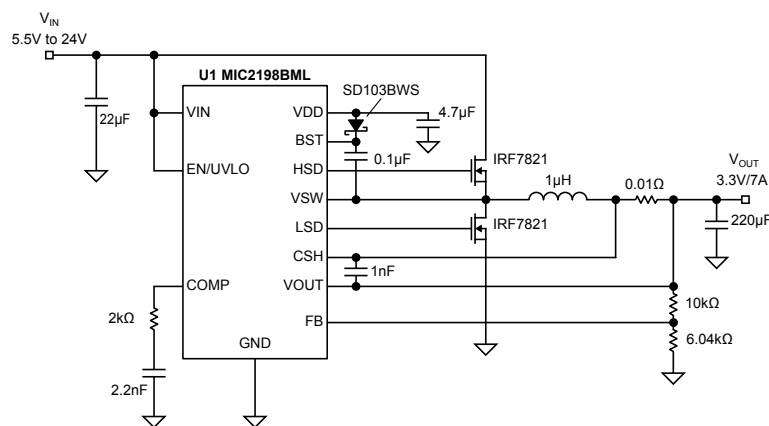 VIN
5.5V to 24V
U1 MIC2198BML
SD103BWS
VIN
VDD
4.7µF
22µF
BST
0.1µF
EN/UVLO
HSD
IRF7821
VOUT
3.3V/7A
1µH
0.01Ω
VSW
LSD
IRF7821
220µF
CSH
1nF
COMP
VOUT
10kΩ
2kΩ
FB
6.04kΩ
GND
2.2nF